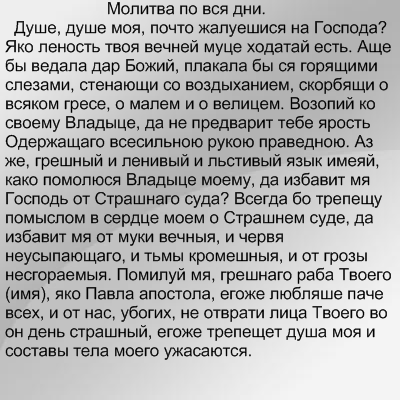 Молитва по вся дни.
Душе, душе моя, почто жалуешися на Господа?
Яко леность твоя вечней муце ходатай есть. Аще
бы ведала дар Божий, плакала бы ся горящими
слезами, стенающи со воздыханием, скорбящи о
всяком гресе, о малем и о велицем. Возопий ко
своему Владыце, да не предварит тебе ярость
Одержащаго всесильною рукою праведною. Аз
же, грешный и ленивый и льстивый язык имеяй,
како помолюся Владыце моему, да избавит мя
Господь от Страшнаго суда? Всегда бо трепещу
помыслом в сердце моем о Страшнем суде, да
избавит мя от муки вечныя, и червя
неусыпающаго, и тьмы кромешныя, и от грозы
несгораемыя. Помилуй мя, грешнаго раба Твоего
(имя), яко Павла апостола, егоже любляше паче
всех, и от нас, убогих, не отврати лица Твоего во
он день страшный, егоже трепещет душа моя и
составы тела моего ужасаются.